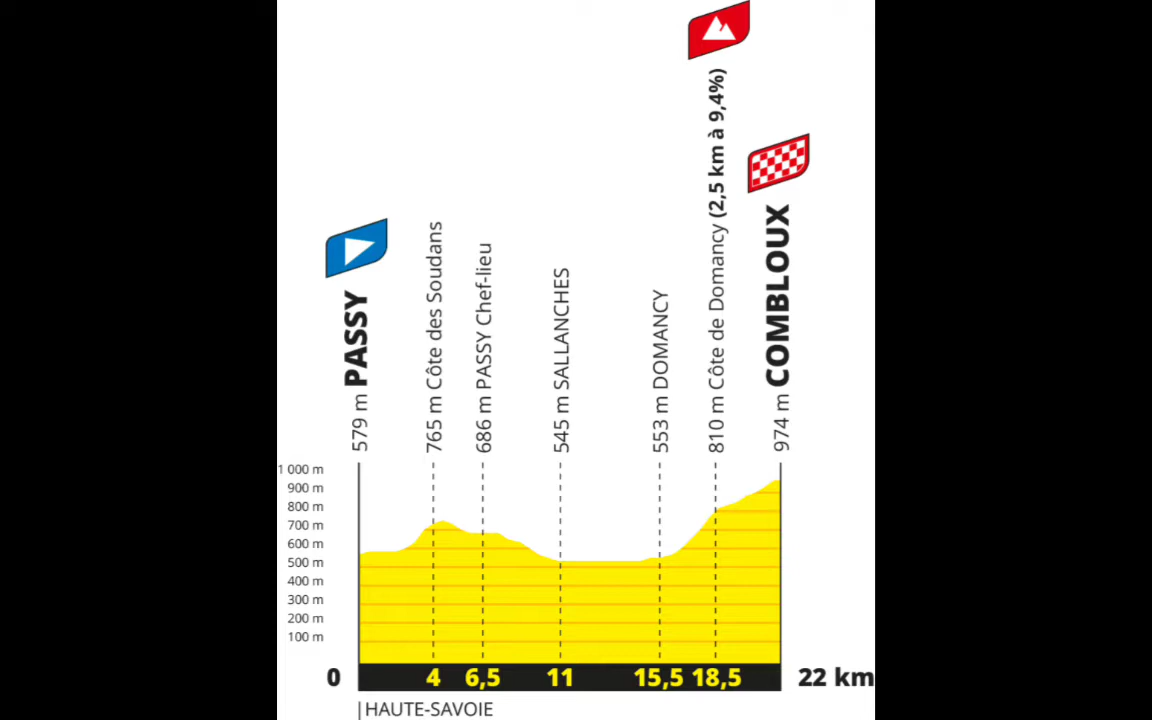 579 m PASSY
765 m Côte des Soudans
686 m PASSY Chef-lieu
545 m SALLANCHES
553 m DOMANCY
810 m Côte de Domancy (2,5 km à 9,4%)
974 m COMBLOUX
1 000 m
900 m
800 m
700 m
600 m
500 m
400 m
300 m
200 m
100 m
0 4 6,5 11 15,5 18,5 22 km
HAUTE-SAVOIE